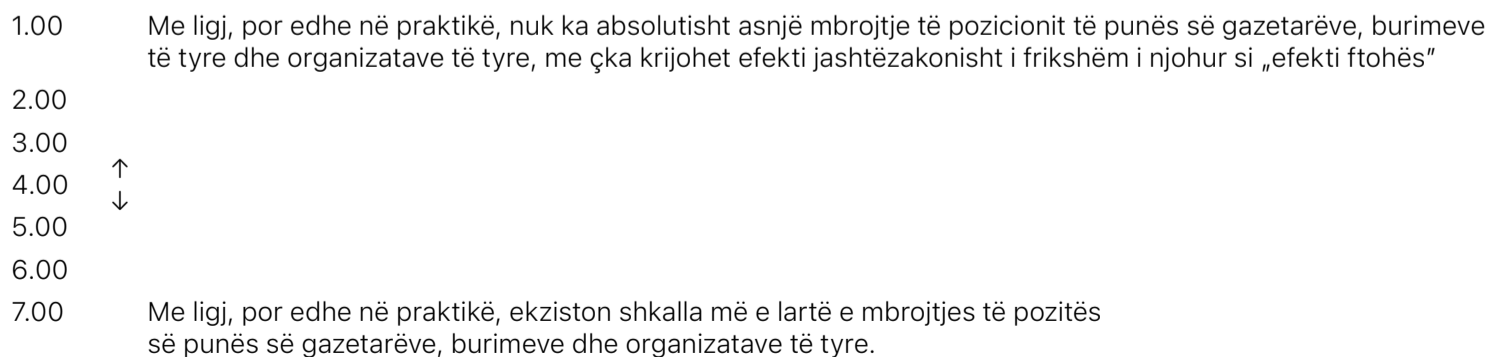 1.00 Me ligj, por edhe në praktikë, nuk ka absolutisht asnjë mbrojtje të pozicionit të punës së gazetarëve, burimeve
të tyre dhe organizatave të tyre, me çka krijohet efekti jashtëzakonisht i frikshëm i njohur si „efekti ftohës”
2.00
3.00
↑
4.00
↓
5.00
6.00
7.00 Me ligj, por edhe në praktikë, ekziston shkalla më e lartë e mbrojtjes të pozitës
së punës së gazetarëve, burimeve dhe organizatave të tyre.